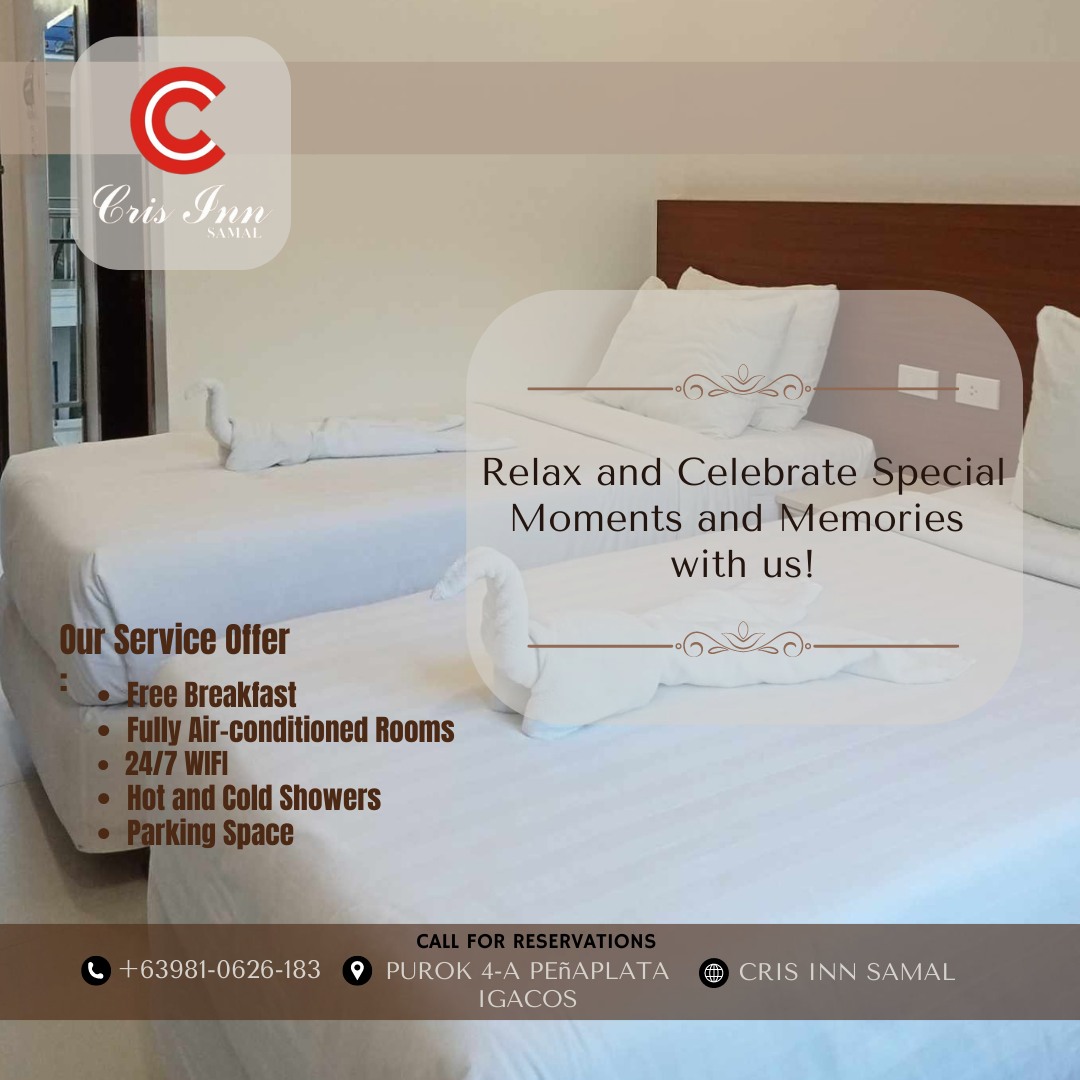 Cris Inn
SAMAL
Relax and Celebrate Special
Moments and Memories
with us!
Our Service Offer
:
• Free Breakfast
• Fully Air-conditioned Rooms
• 24/7 WIFI
• Hot and Cold Showers
• Parking Space
CALL FOR RESERVATIONS
+63981-0626-183
PUROK 4-A PEñAPLATA
IGACOS
CRIS INN SAMAL